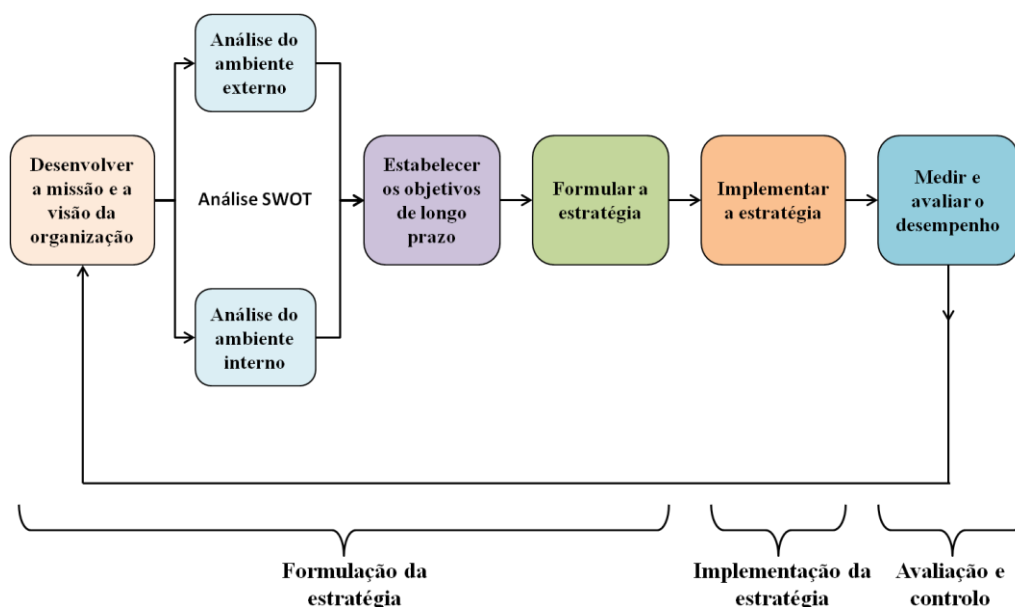 Análise do
ambiente
externo
Desenvolver
a missão e a
visão da
organização
Análise SWOT
Análise do
ambiente
interno
Estabelecer
os objetivos
de longo
prazo
Formular a
estratégia
Implementar
a estratégia
Medir e
avaliar o
desempenho
Formulação da
estratégia
Implementação da
estratégia
Avaliação e
controlo